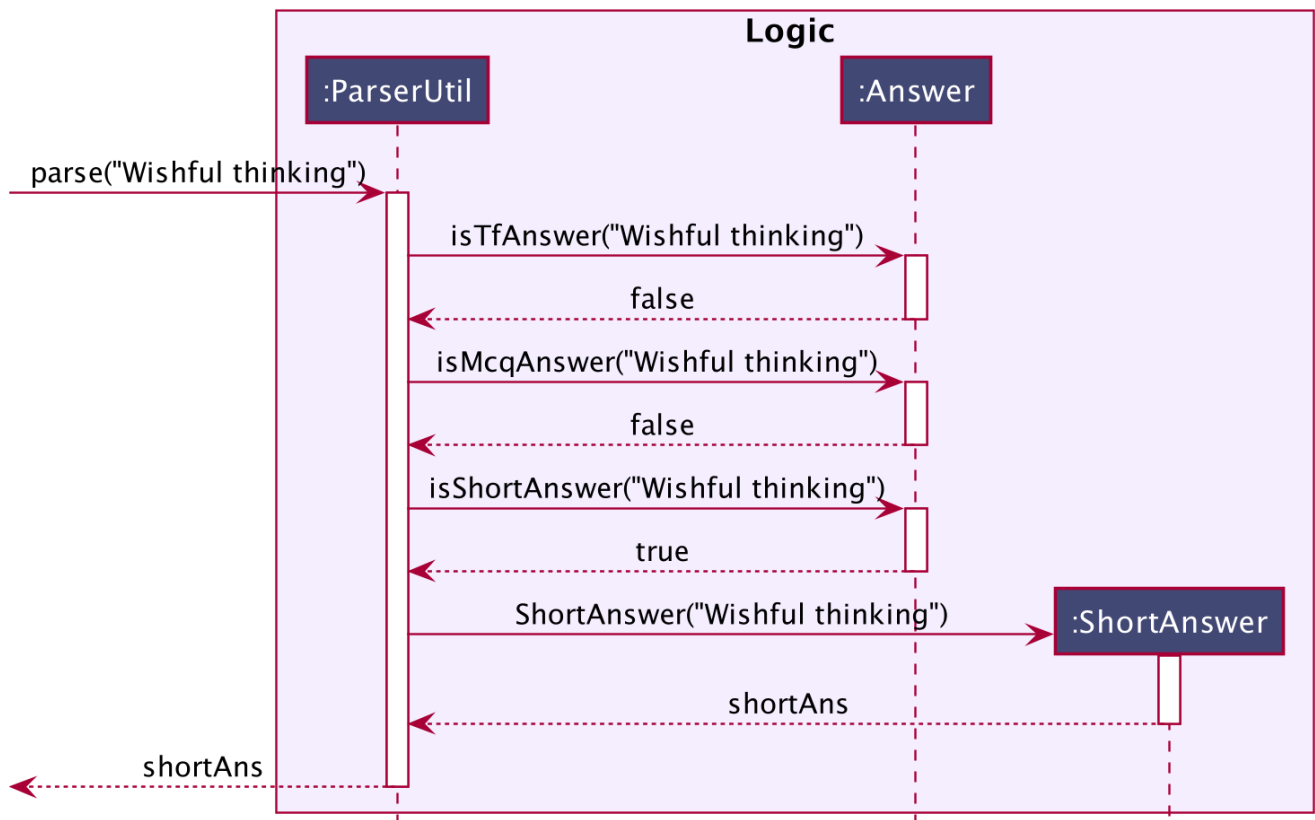 Logic
:ParserUtil
:Answer
parse("Wishful thinking")
isTfAnswer("Wishful thinking")
false
isMcqAnswer("Wishful thinking")
false
isShortAnswer("Wishful thinking")
true
ShortAnswer("Wishful thinking")
:ShortAnswer
shortAns
shortAns